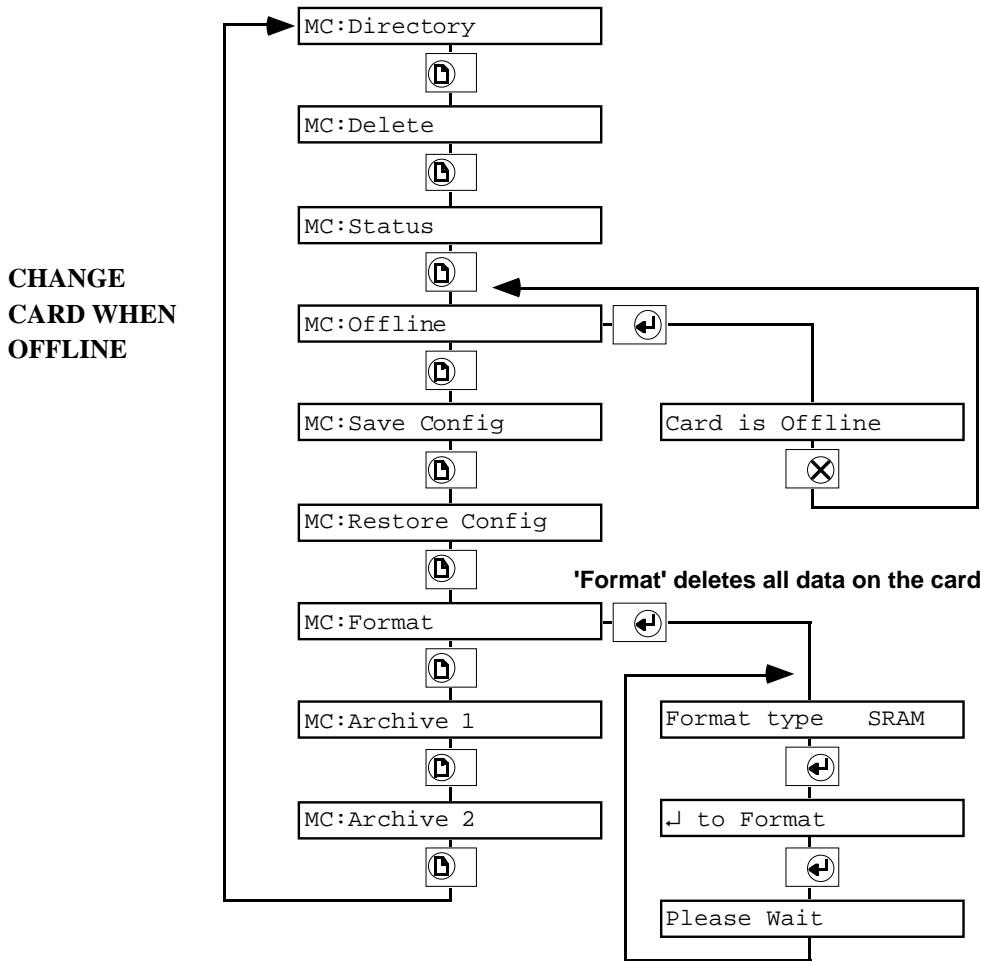 MC:Directory
MC:Delete
MC:Status
CHANGE
CARD WHEN
OFFLINE
MC:Offline
MC:Save Config
Card is Offline
MC:Restore Config
'Format' deletes all data on the card
MC:Format
MC:Archive 1
Format type SRAM
MC:Archive 2
↵ to Format
Please Wait